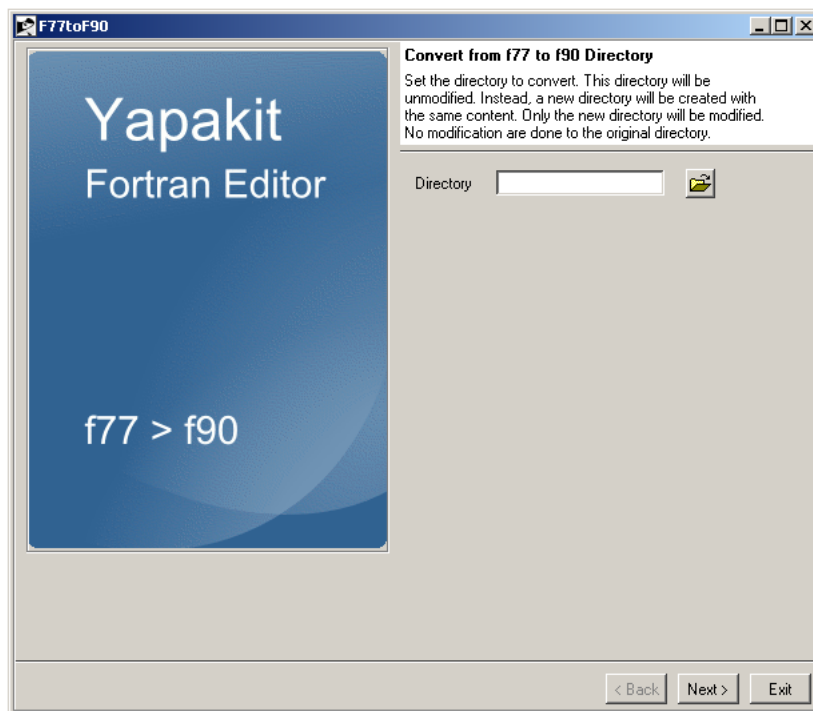 F77toF90
Yapakit
Fortran Editor
f77 > f90
Convert from f77 to f90 Directory
Set the directory to convert. This directory will be
unmodified. Instead, a new directory will be created with
the same content. Only the new directory will be modified.
No modification are done to the original directory.
Directory
< Back
Next >
Exit